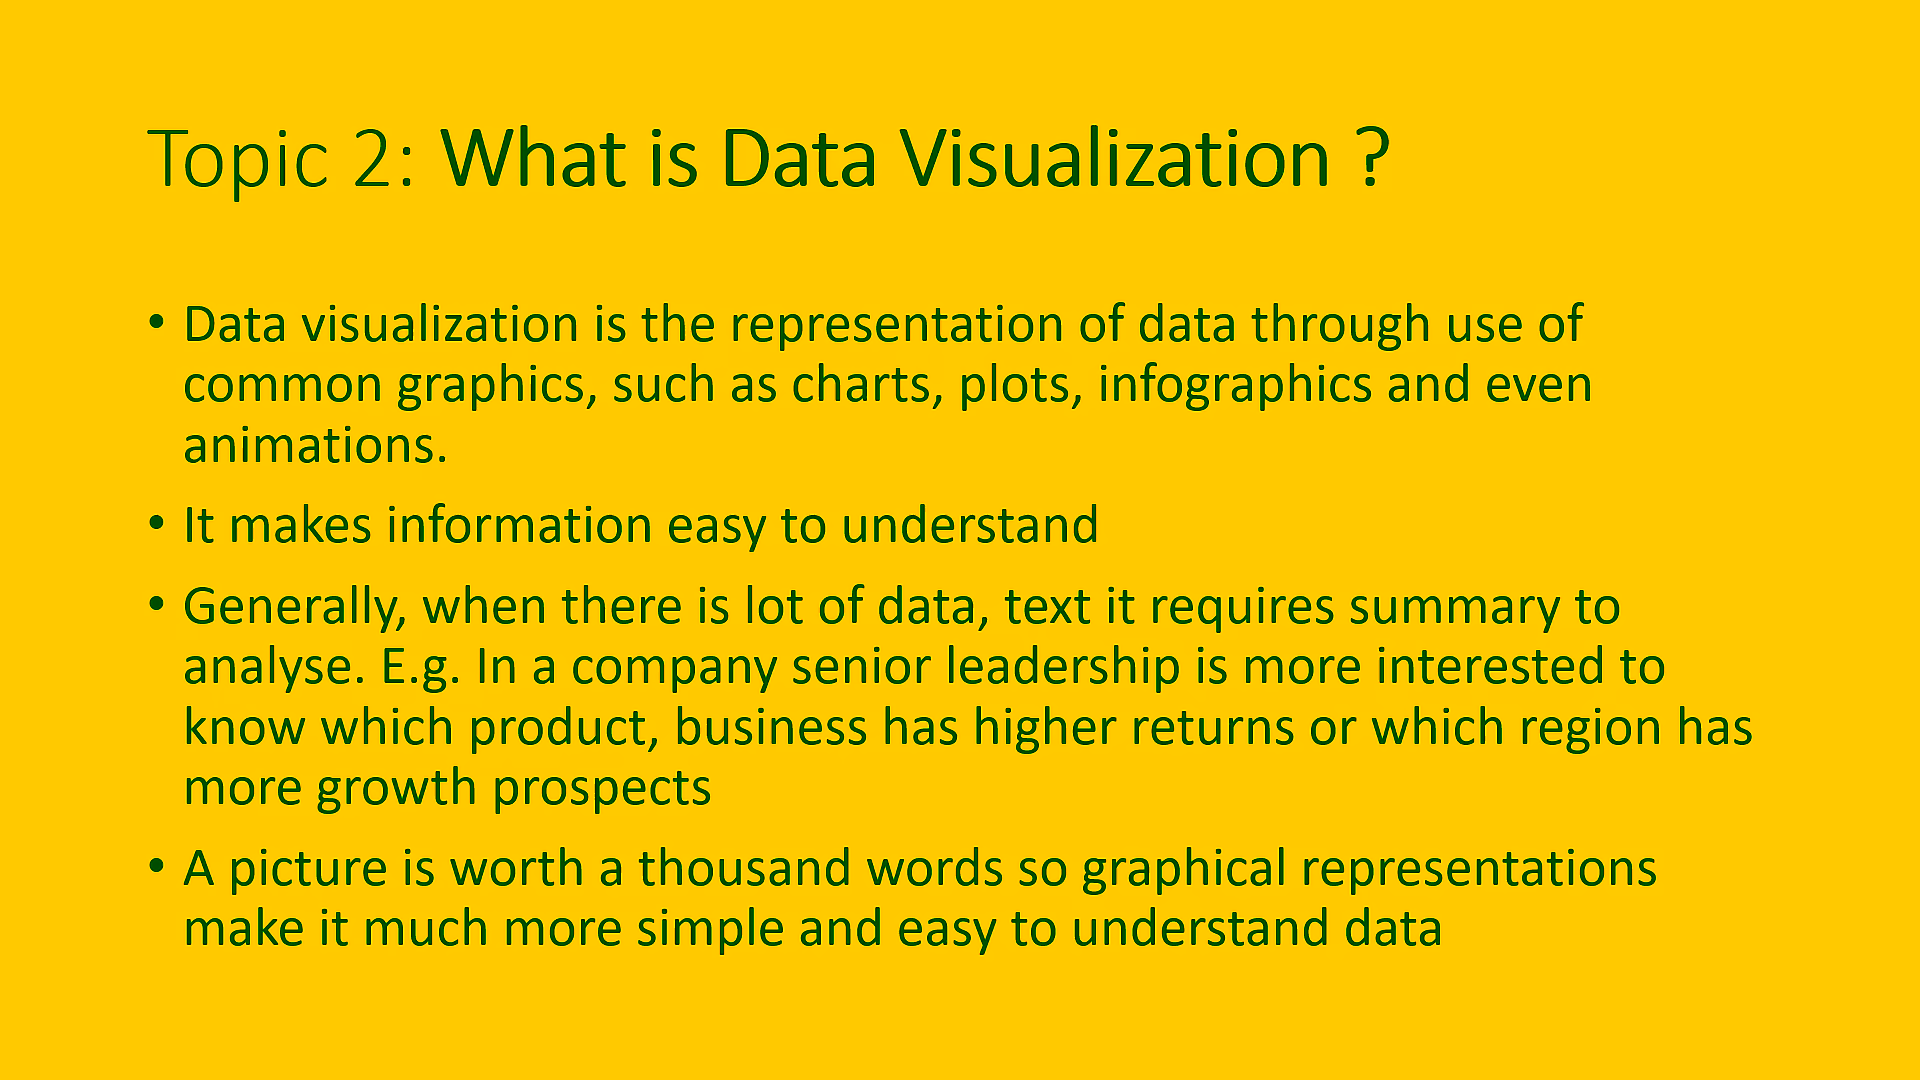 Topic 2: What is Data Visualization ?
• Data visualization is the representation of data through use of
common graphics, such as charts, plots, infographics and even
animations.
• It makes information easy to understand
• Generally, when there is lot of data, text it requires summary to
analyse. E.g. In a company senior leadership is more interested to
know which product, business has higher returns or which region has
more growth prospects
• A picture is worth a thousand words so graphical representations
make it much more simple and easy to understand data